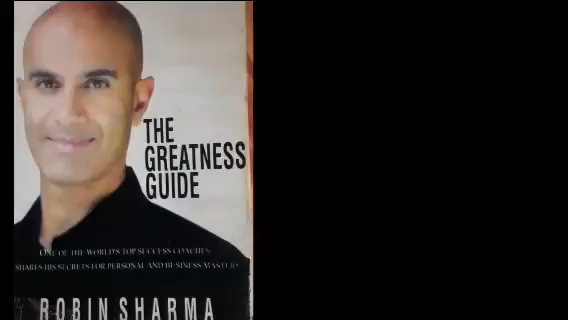 THE
GREATNESS
GUIDE
ONE OF THE WORLD'S TOP SUCCESS COACHES
SHARES HIS SECRETS FOR PERSONAL AND BUSINESS MASTERY
ROBIN SHARMA